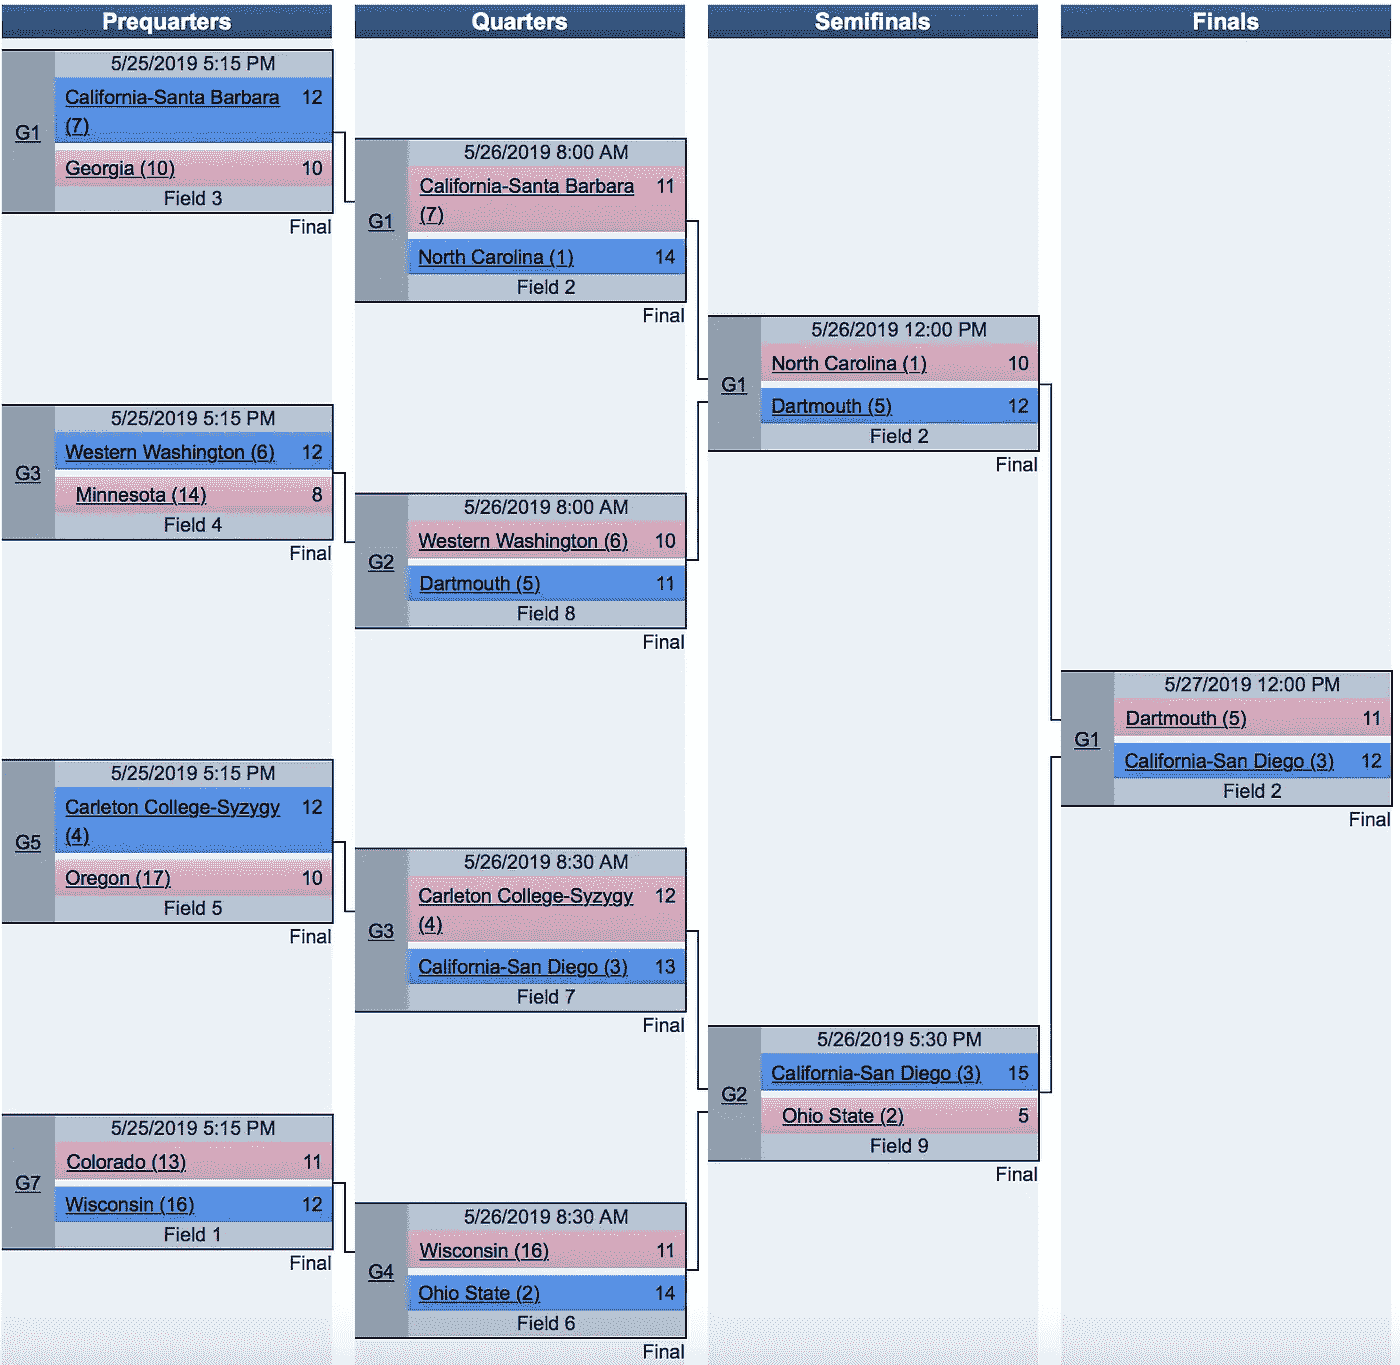 Prequarters
5/25/2019 5:15 PM
G1
California-Santa Barbara 12
(7)
Georgia (10) 10
Field 3
Final
5/25/2019 5:15 PM
G3
Western Washington (6) 12
Minnesota (14) 8
Field 4
Final
5/25/2019 5:15 PM
G5
Carleton College-Syzygy 12
(4)
Oregon (17) 10
Field 5
Final
5/25/2019 5:15 PM
G7
Colorado (13) 11
Wisconsin (16) 12
Field 1
Final
Quarters
5/26/2019 8:00 AM
G1
California-Santa Barbara 11
(7)
North Carolina (1) 14
Field 2
Final
5/26/2019 8:00 AM
G2
Western Washington (6) 10
Dartmouth (5) 11
Field 8
Final
5/26/2019 8:30 AM
G3
Carleton College-Syzygy 12
(4)
California-San Diego (3) 13
Field 7
Final
5/26/2019 8:30 AM
G4
Wisconsin (16) 11
Ohio State (2) 14
Field 6
Final
Semifinals
5/26/2019 12:00 PM
G1
North Carolina (1) 10
Dartmouth (5) 12
Field 2
Final
5/26/2019 5:30 PM
G2
California-San Diego (3) 15
Ohio State (2) 5
Field 9
Final
Finals
5/27/2019 12:00 PM
G1
Dartmouth (5) 11
California-San Diego (3) 12
Field 2
Final